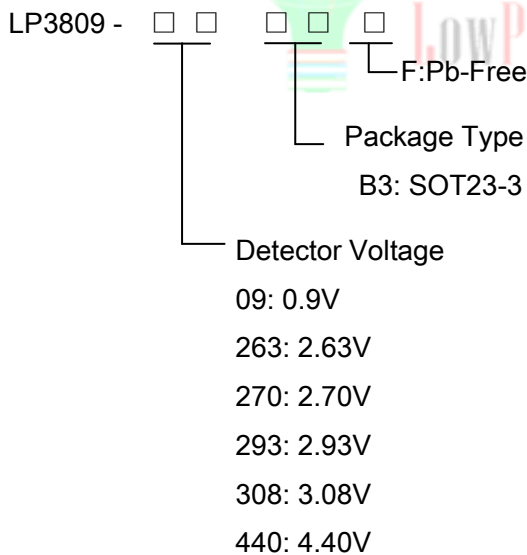 LP3809 - □ □ □ □ □
LowP
F:Pb-Free
Package Type
B3: SOT23-3
Detector Voltage
09: 0.9V
263: 2.63V
270: 2.70V
293: 2.93V
308: 3.08V
440: 4.40V